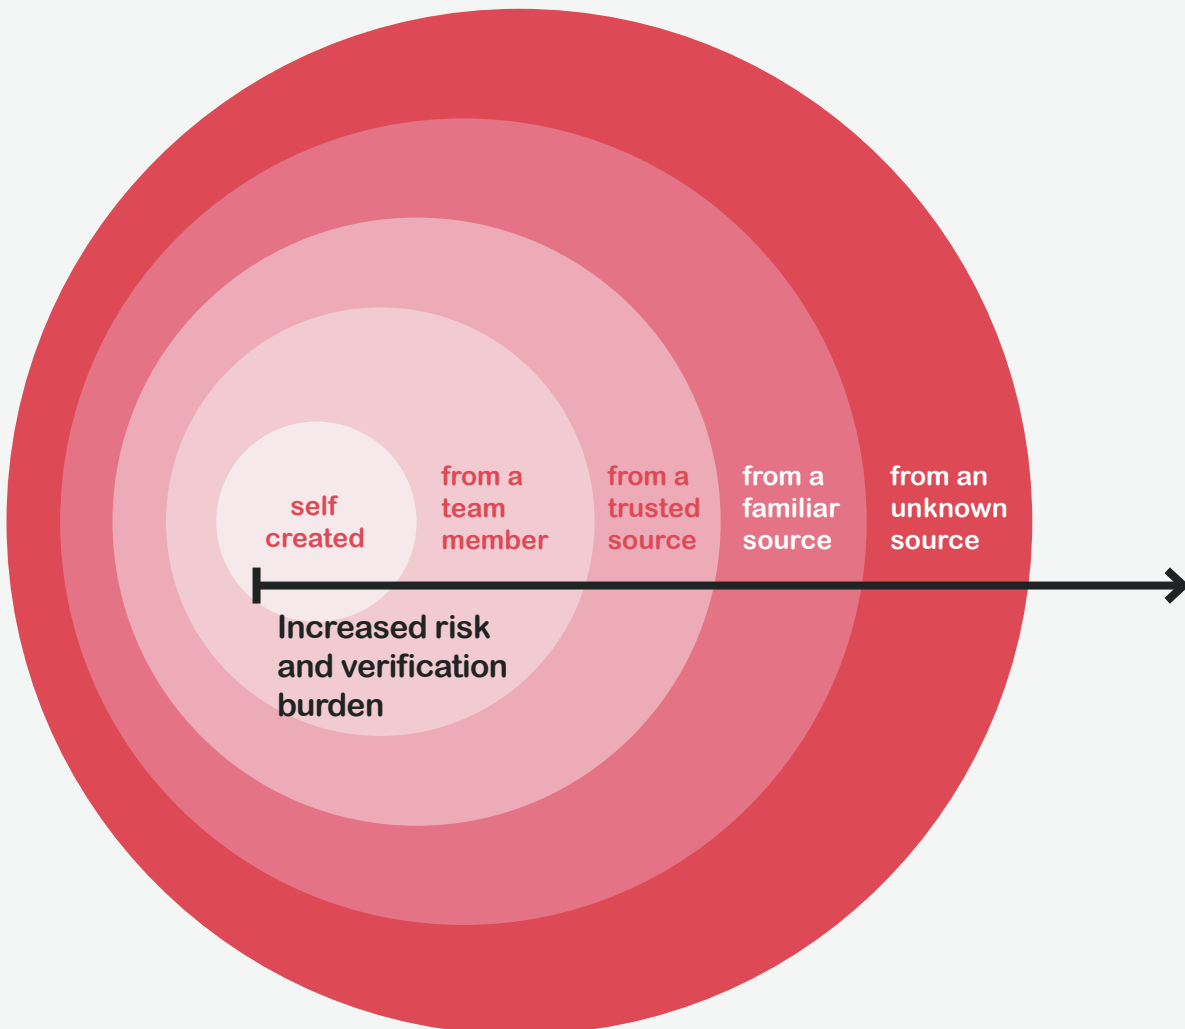 self
created
from a
team
member
from a
trusted
source
from a
familiar
source
from an
unknown
source
Increased risk
and verification
burden